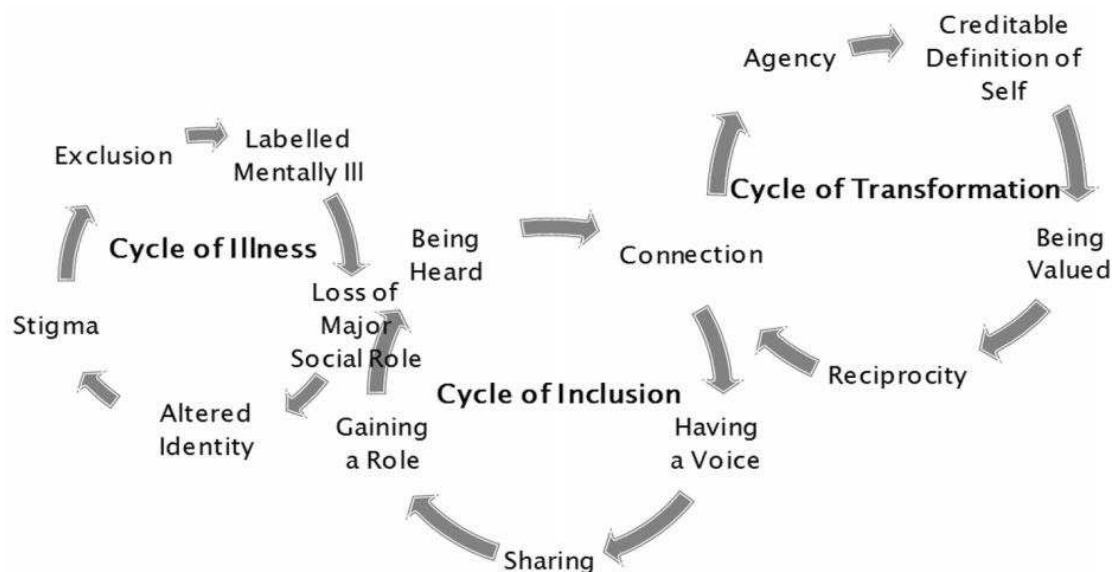 Exclusion
Labelled
Mentally Ill
Cycle of Illness
Stigma
Loss of
Major
Social Role
Altered
Identity
Being
Heard
Connection
Cycle of Inclusion
Gaining
a Role
Having
a Voice
Sharing
Agency
Creditable
Definition of
Self
Cycle of Transformation
Being
Valued
Reciprocity